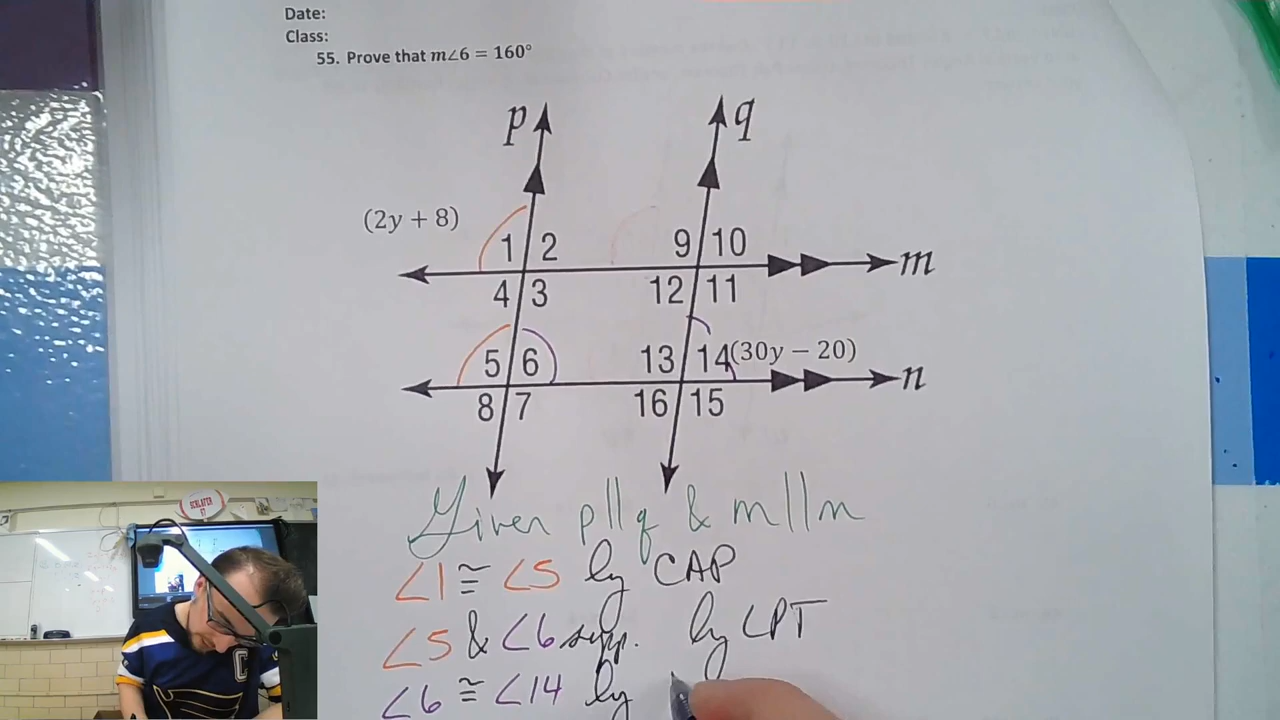 Date:
Class:
55. Prove that m∠6 = 160°
p
q
(2y + 8)
1 2
9 10
m
4 3
12 11
5 6
13 14 (30y − 20)
n
8 7
16 15
Given p||q & m||n
∠1 ≅ ∠5 by CAP
∠5 & ∠6 supp. by LPT
∠6 ≅ ∠14 by
C